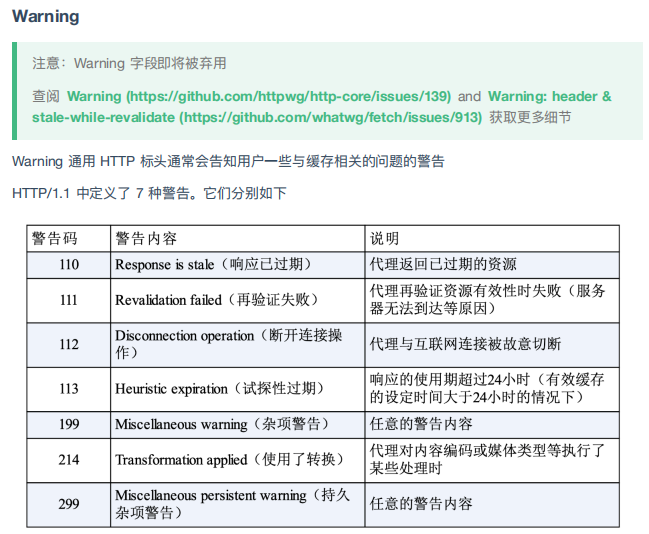 Warning
注意：Warning 字段即将被弃用
查阅 Warning (https://github.com/httpwg/http-core/issues/139) and Warning: header &
stale-while-revalidate (https://github.com/whatwg/fetch/issues/913) 获取更多细节
Warning 通用 HTTP 标头通常会告知用户一些与缓存相关的问题的警告
HTTP/1.1 中定义了 7 种警告。它们分别如下
警告码 警告内容 说明
110 Response is stale（响应已过期） 代理返回已过期的资源
111 Revalidation failed（再验证失败） 代理再验证资源有效性时失败（服务
器无法到达等原因）
112 Disconnection operation（断开连接操
作） 代理与互联网连接被故意切断
113 Heuristic expiration（试探性过期） 响应的使用期超过24小时（有效缓存
的设定时间大于24小时的情况下）
199 Miscellaneous warning（杂项警告） 任意的警告内容
214 Transformation applied（使用了转换） 代理对内容编码或媒体类型等执行了
某些处理时
299 Miscellaneous persistent warning（持久
杂项警告） 任意的警告内容